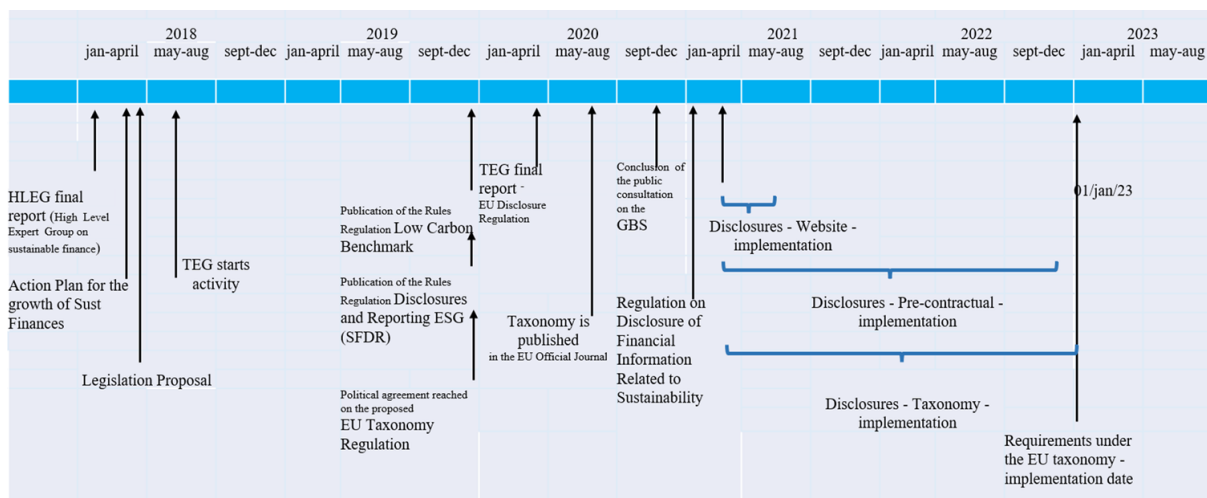 2018
2019
2020
2021
2022
2023
jan-april
may-aug
sept-dec
jan-april
may-aug
sept-dec
jan-april
may-aug
sept-dec
jan-april
may-aug
sept-dec
jan-april
may-aug
sept-dec
jan-april
may-aug
HLEG final
report (High Level
Expert Group on
sustainable finance)
Action Plan for the
growth of Sust
Finances
Legislation Proposal
TEG starts
activity
Publication of the Rules
Regulation Low Carbon
Benchmark
Publication of the Rules
Regulation Disclosures
and Reporting ESG
(SFDR)
Political agreement reached
on the proposed
EU Taxonomy
Regulation
TEG final
report -
EU Disclosure
Regulation
Taxonomy is
published
in the EU Official Journal
Conclusion of
the public
consultation
on the
GBS
Regulation on
Disclosure of
Financial
Information
Related to
Sustainability
Disclosures - Website -
implementation
Disclosures - Pre-contractual -
implementation
Disclosures - Taxonomy -
implementation
01/jan/23
Requirements under
the EU taxonomy -
implementation date